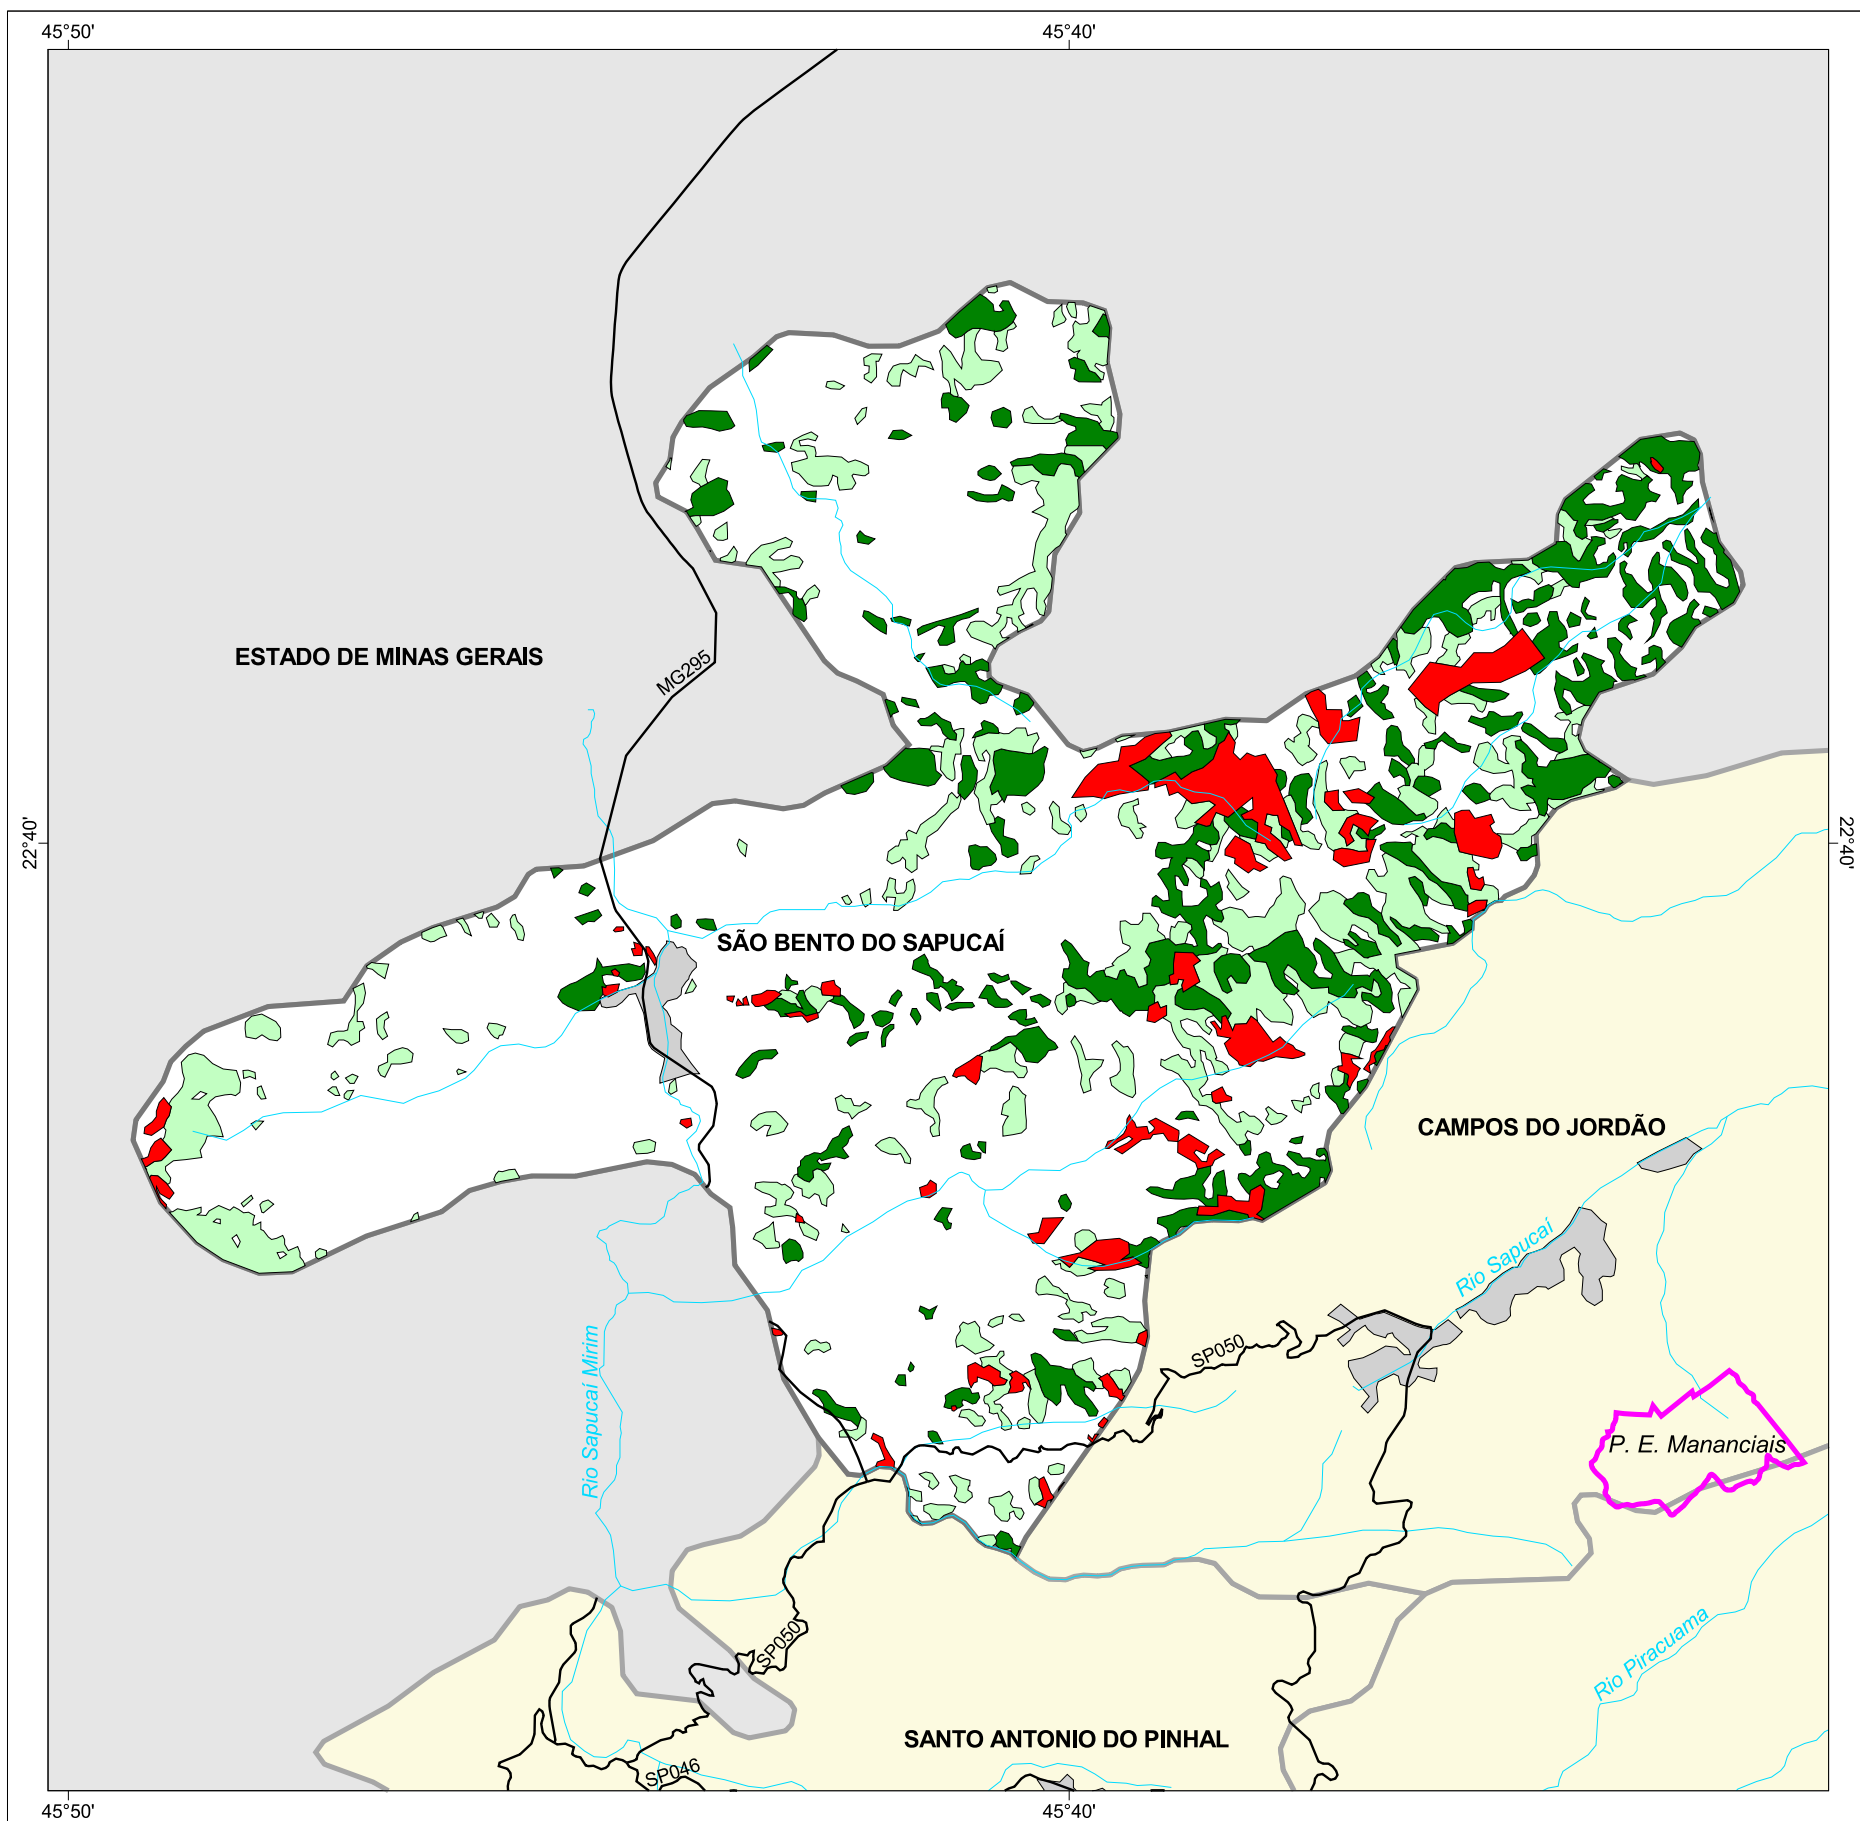 45°50'
45°40'
ESTADO DE MINAS GERAIS
MG295
22°40'
22°40'
SÃO BENTO DO SAPUCAÍ
CAMPOS DO JORDÃO
Rio Sapucaí
SP050
Rio Sapucaí Mirim
P. E. Mananciais
SP050
Rio Piracuama
SANTO ANTONIO DO PINHAL
SP046
45°50'
45°40'